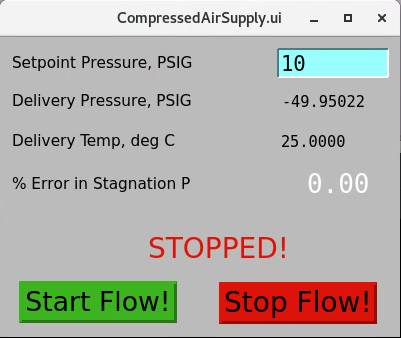 CompressedAirSupply.ui
Setpoint Pressure, PSIG 10
Delivery Pressure, PSIG -49.95022
Delivery Temp, deg C 25.0000
% Error in Stagnation P 0.00
STOPPED!
Start Flow! Stop Flow!